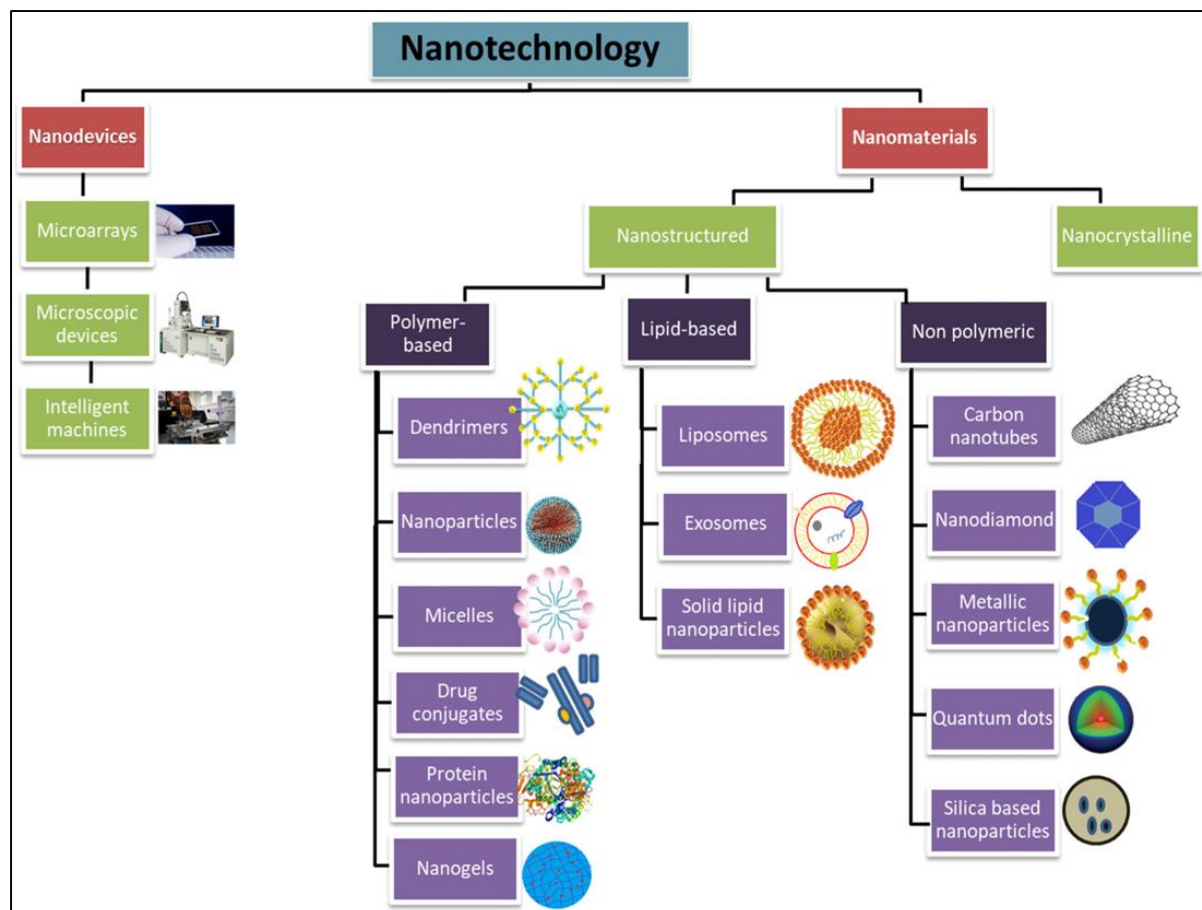 Nanotechnology
Nanodevices
Microarrays
Microscopic
devices
Intelligent
machines
Nanomaterials
Nanostructured
Nanocrystalline
Polymer-
based
Dendrimers
Nanoparticles
Micelles
Drug
conjugates
Protein
nanoparticles
Nanogels
Lipid-based
Liposomes
Exosomes
Solid lipid
nanoparticles
Non polymeric
Carbon
nanotubes
Nanodiamond
Metallic
nanoparticles
Quantum dots
Silica based
nanoparticles